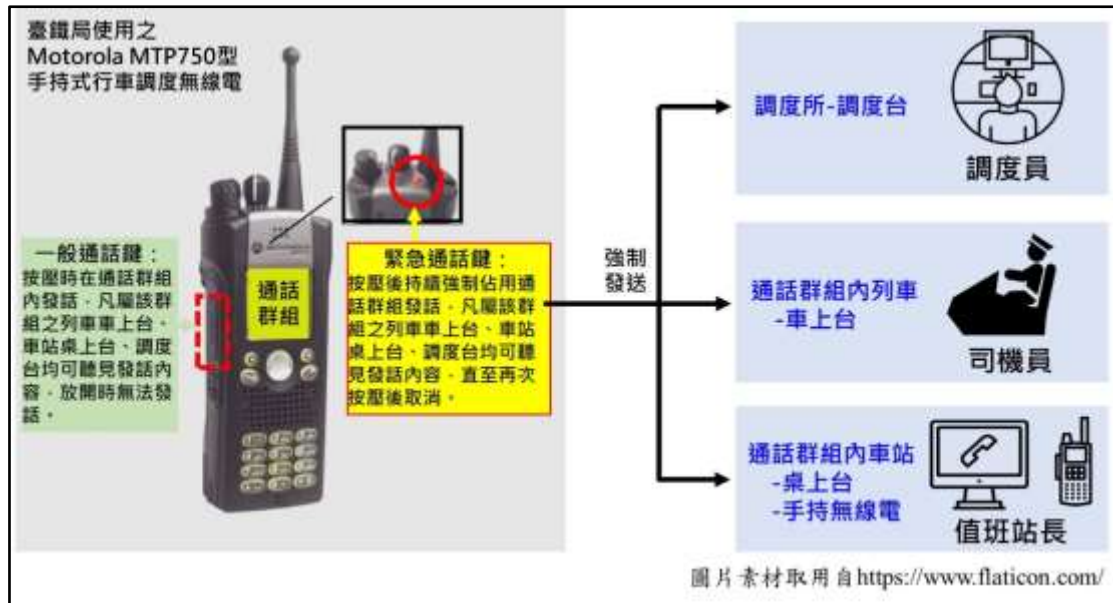 臺鐵局使用之
Motorola MTP750型
手持式行車調度無線電
一般通話鍵：
按壓時在通話群組
內發話，凡屬該群
組之列車車上台、
車站桌上台、調度
台均可聽見發話內
容，放開時無法發
話。
通話
群組
緊急通話鍵：
按壓後持續強制佔用通
話群組發話，凡屬該群
組之列車車上台、車站
桌上台、調度台均可聽
見發話內容，直至再次
按壓後取消。
強制
發送
調度所-調度台
調度員
通話群組內列車
-車上台
司機員
通話群組內車站
-桌上台
-手持無線電
值班站長
圖片素材取用自https://www.flaticon.com/